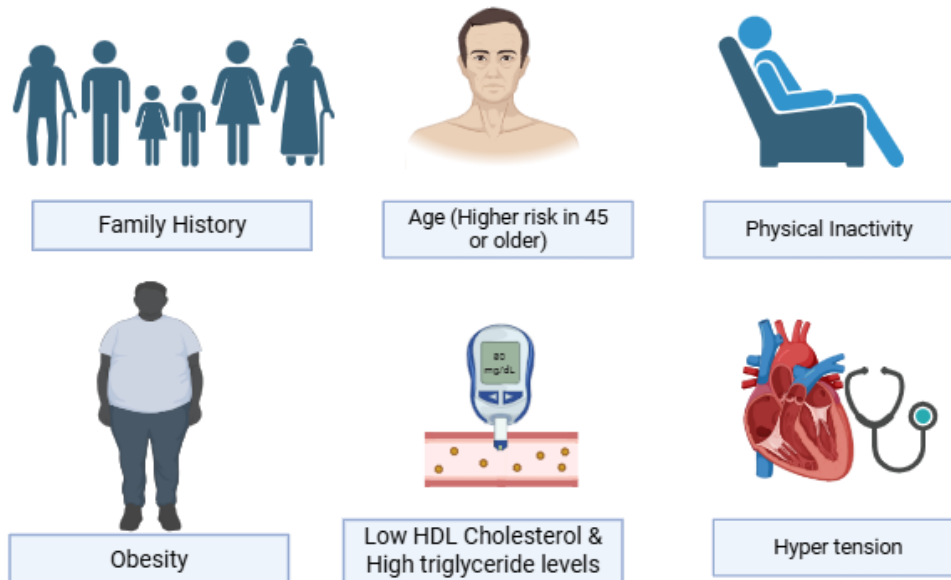 Family History
Age (Higher risk in 45
or older)
Physical Inactivity
80
mg/dL
Obesity
Low HDL Cholesterol &
High triglyceride levels
Hyper tension